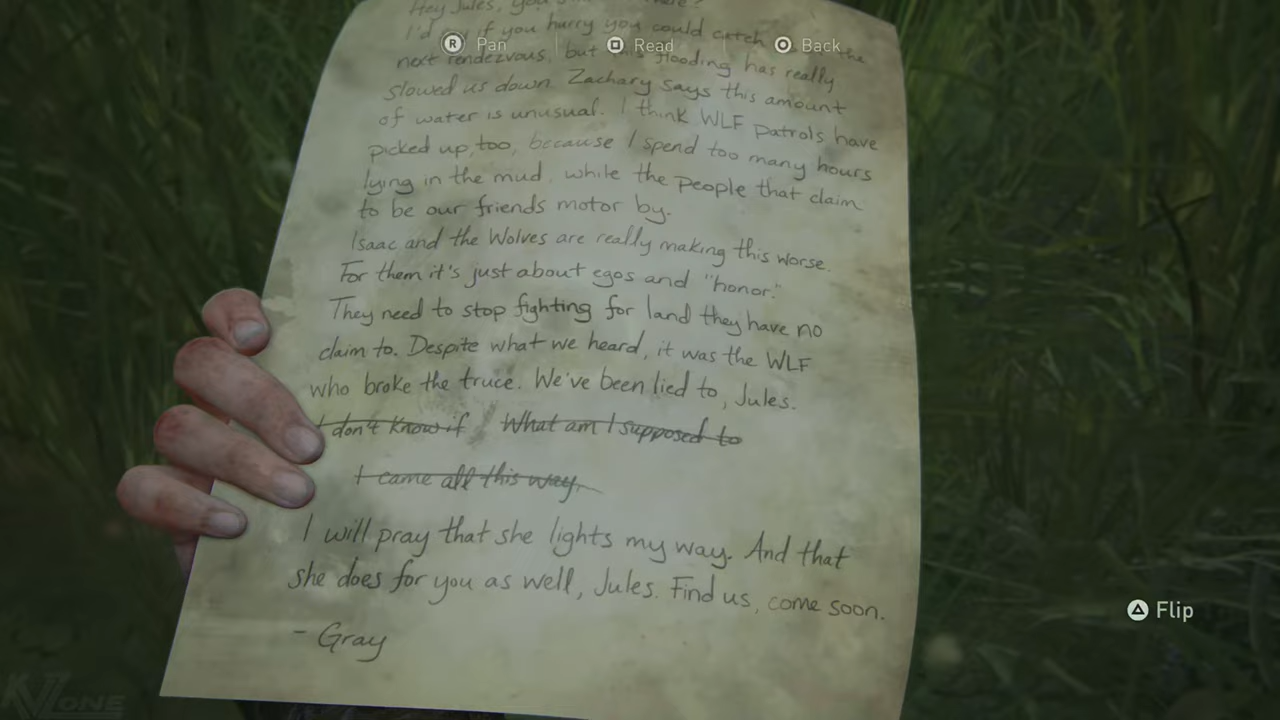 Hey Jules, you
I'd if you hurry you could catch the
R Pan Read Back
next rendezvous, but this flooding has really
slowed us down. Zachary says this amount
of water is unusual. I think WLF patrols have
picked up, too, because I spend too many hours
lying in the mud, while the people that claim
to be our friends motor by.
Isaac and the Wolves are really making this worse.
For them it's just about egos and "honor."
They need to stop fighting for land they have no
claim to. Despite what we heard, it was the WLF
who broke the truce. We've been lied to, Jules.
I don't know if What am I supposed to
I came all this way.
I will pray that she lights my way. And that
she does for you as well, Jules. Find us, come soon.
Flip
- Gray
KVZONE